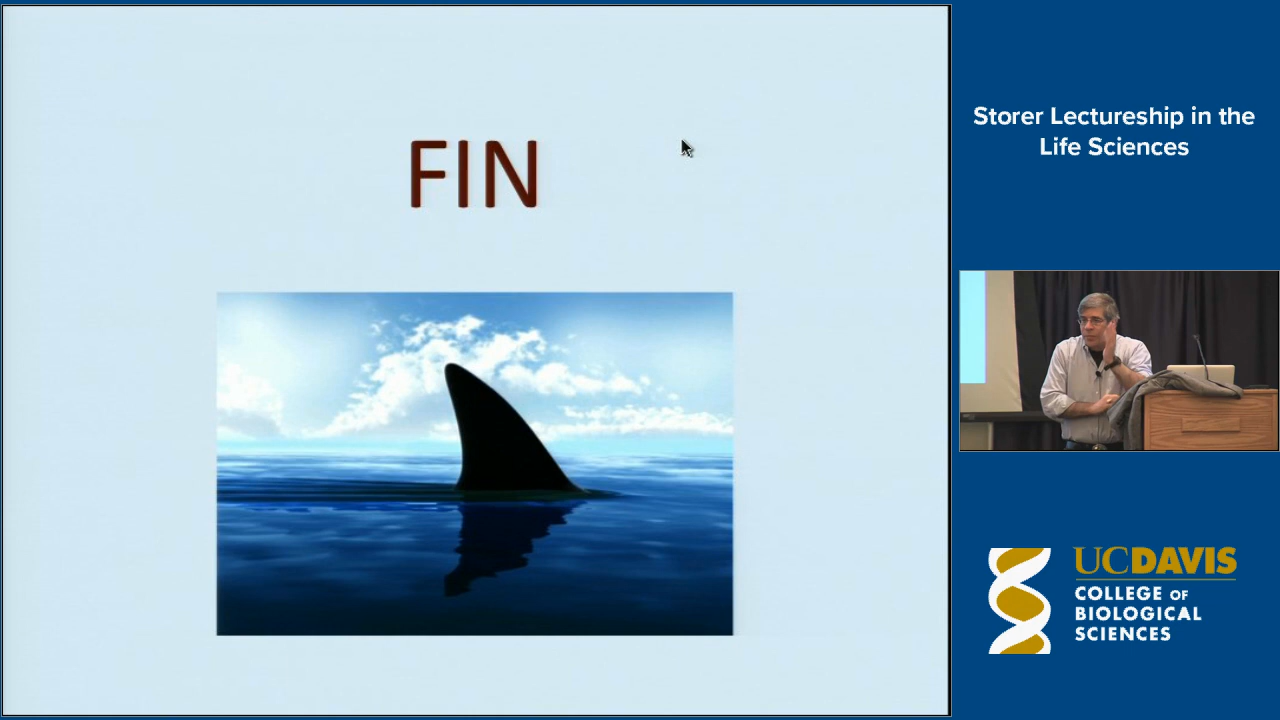 FIN
Storer Lectureship in the
Life Sciences
UCDAVIS
COLLEGE OF
BIOLOGICAL
SCIENCES